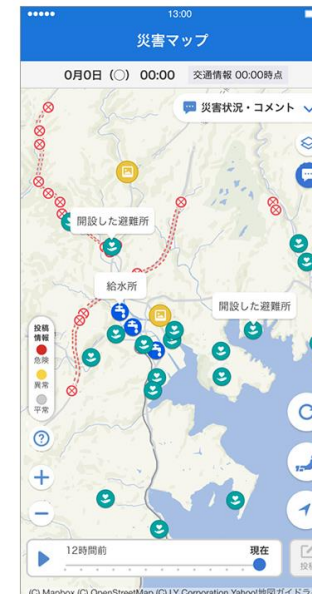 13:00
災害マップ
0月0日（○）00:00 交通情報 00:00時点
災害状況・コメント
開設した避難所
給水所
開設した避難所
投稿
情報
危険
異常
平常
?
12時間前 現在
投稿
(C) Mapbox (C) OpenStreetMap (C) LY Corporation Yahoo!地図ガイドライ